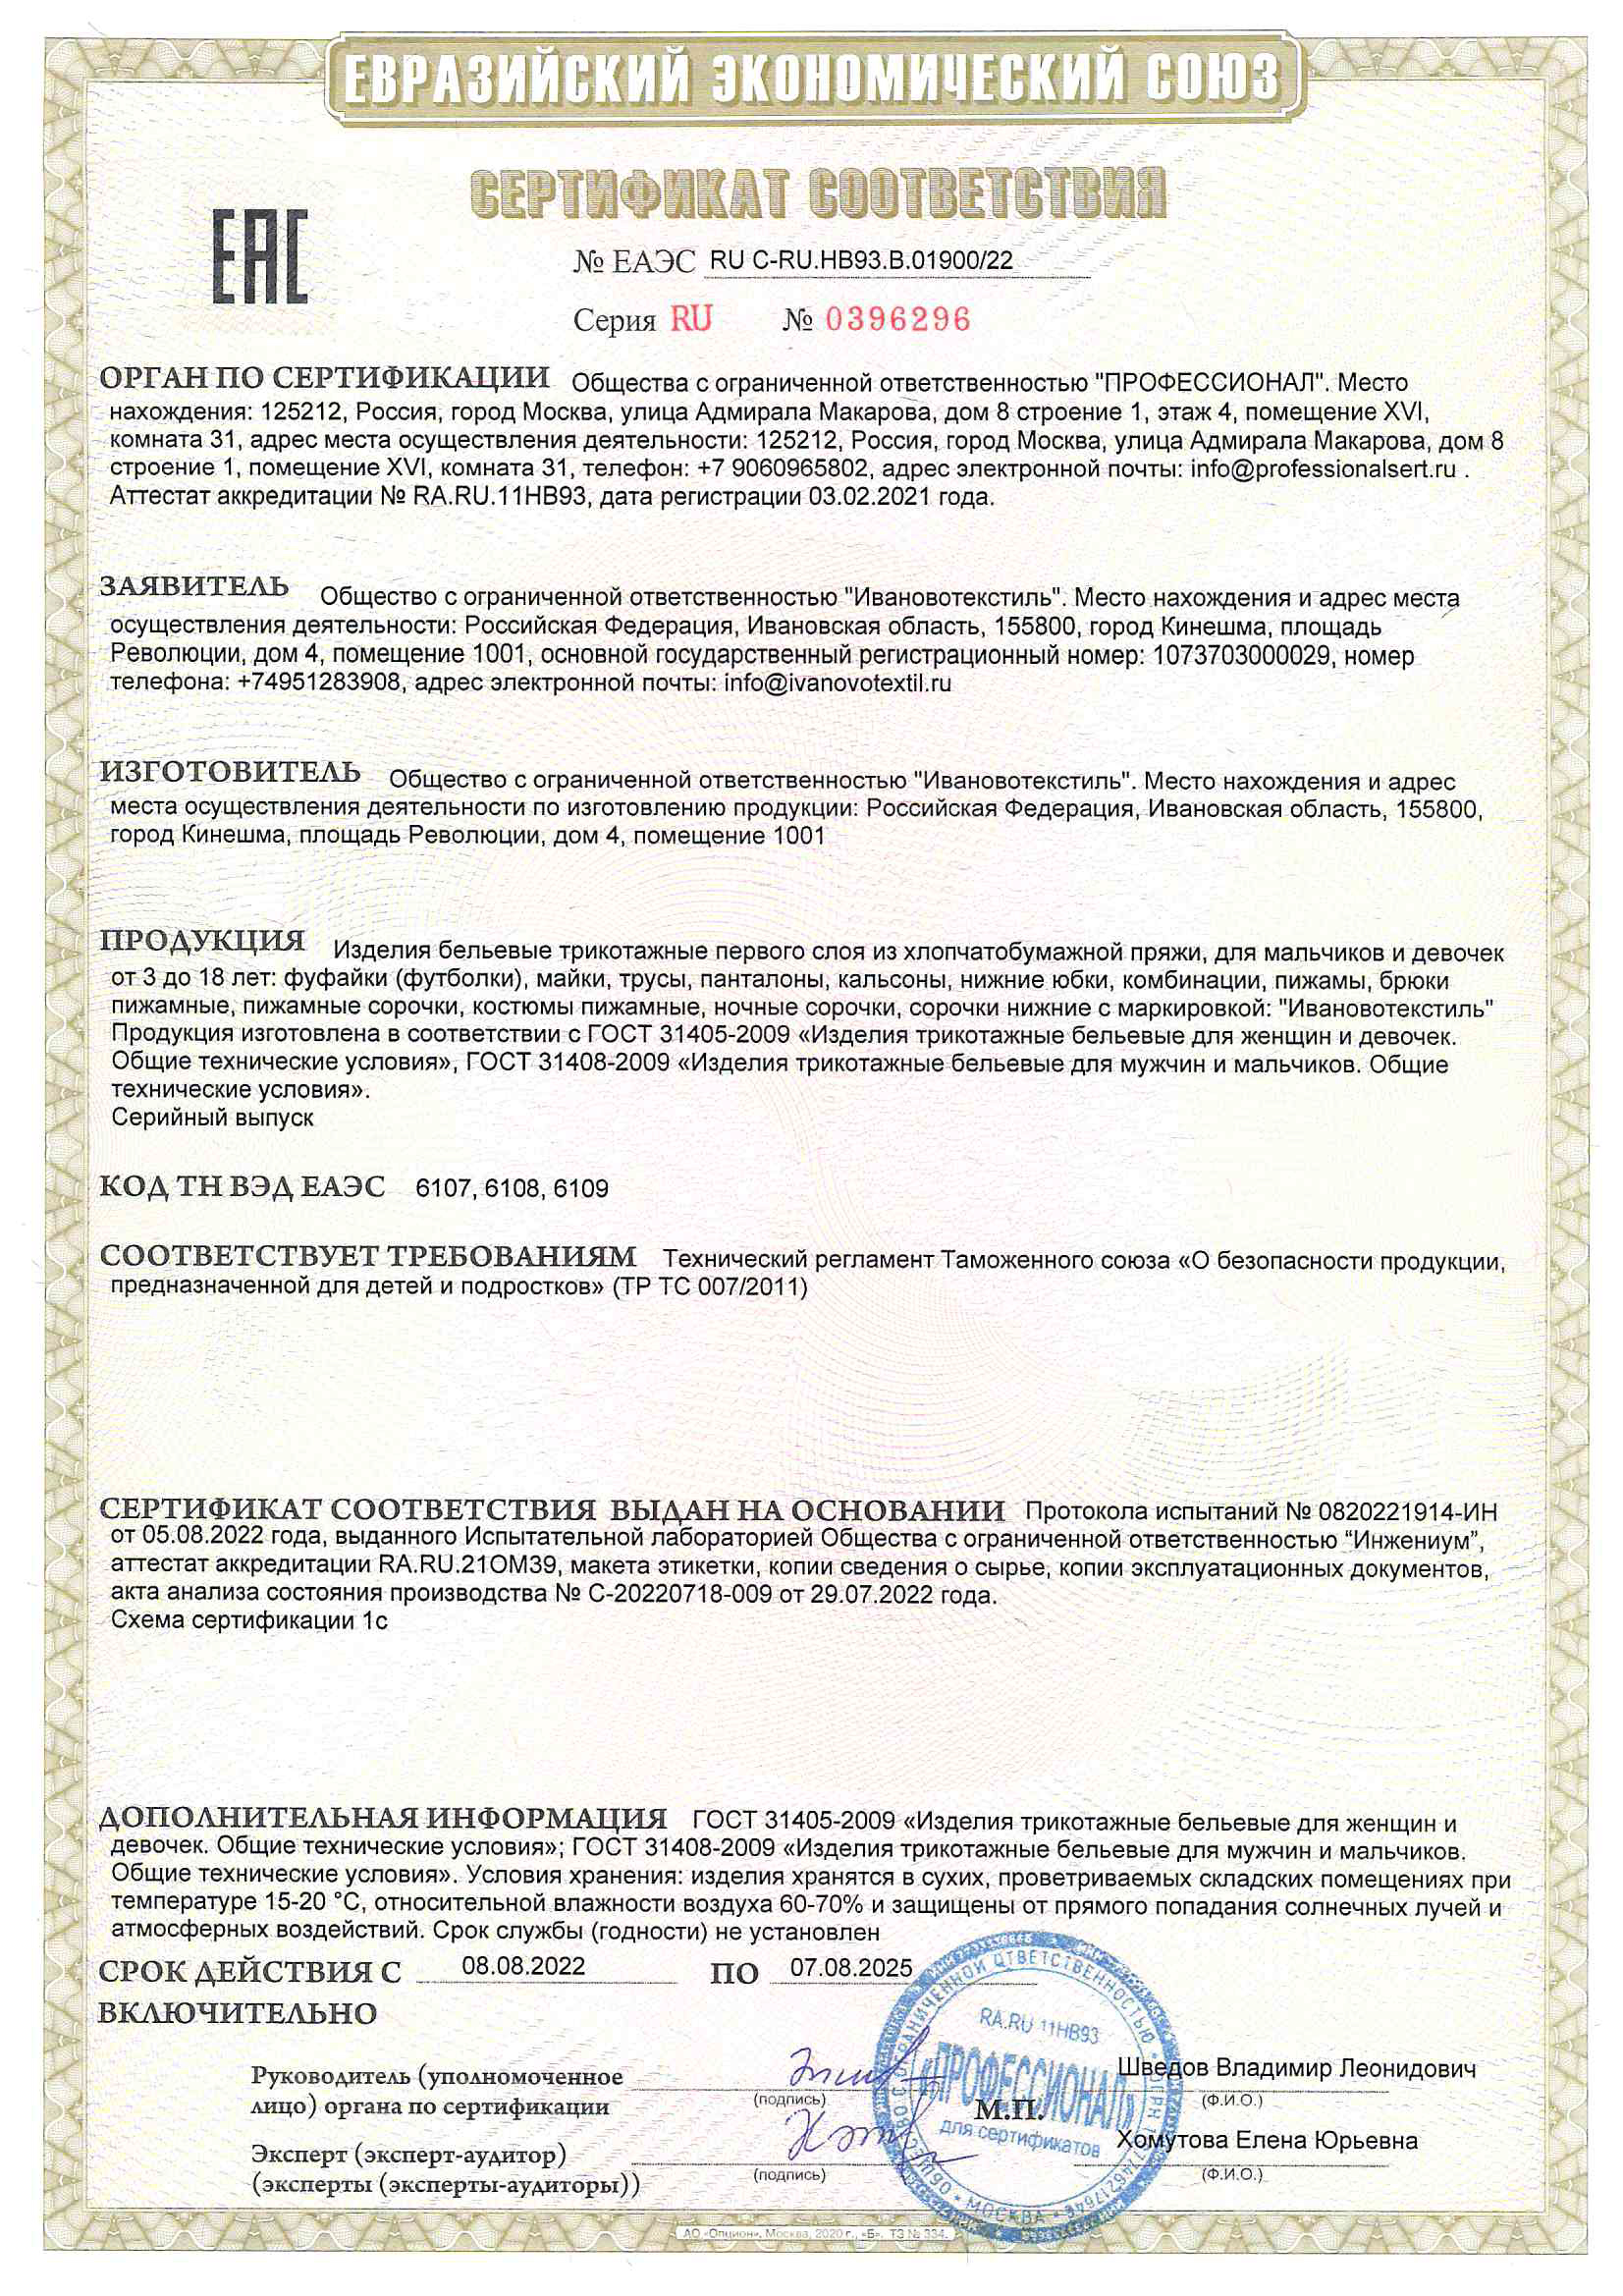 ЕВРАЗИЙСКИЙ ЭКОНОМИЧЕСКИЙ СОЮЗ
СЕРТИФИКАТ СООТВЕТСТВИЯ
ЕАС
№ ЕАЭС RU С-RU.НВ93.В.01900/22
Серия RU № 0396296
ОРГАН ПО СЕРТИФИКАЦИИ Общества с ограниченной ответственностью "ПРОФЕССИОНАЛ". Место
нахождения: 125212, Россия, город Москва, улица Адмирала Макарова, дом 8 строение 1, этаж 4, помещение XVI,
комната 31, адрес места осуществления деятельности: 125212, Россия, город Москва, улица Адмирала Макарова, дом 8
строение 1, помещение XVI, комната 31, телефон: +7 9060965802, адрес электронной почты: info@professionalsert.ru .
Аттестат аккредитации № RA.RU.11НВ93, дата регистрации 03.02.2021 года.
ЗАЯВИТЕЛЬ Общество с ограниченной ответственностью "Ивановотекстиль". Место нахождения и адрес места
осуществления деятельности: Российская Федерация, Ивановская область, 155800, город Кинешма, площадь
Революции, дом 4, помещение 1001, основной государственный регистрационный номер: 1073703000029, номер
телефона: +74951283908, адрес электронной почты: info@ivanovotextil.ru
ИЗГОТОВИТЕЛЬ Общество с ограниченной ответственностью "Ивановотекстиль". Место нахождения и адрес
места осуществления деятельности по изготовлению продукции: Российская Федерация, Ивановская область, 155800,
город Кинешма, площадь Революции, дом 4, помещение 1001
ПРОДУКЦИЯ Изделия бельевые трикотажные первого слоя из хлопчатобумажной пряжи, для мальчиков и девочек
от 3 до 18 лет: фуфайки (футболки), майки, трусы, панталоны, кальсоны, нижние юбки, комбинации, пижамы, брюки
пижамные, пижамные сорочки, костюмы пижамные, ночные сорочки, сорочки нижние с маркировкой: "Ивановотекстиль"
Продукция изготовлена в соответствии с ГОСТ 31405-2009 «Изделия трикотажные бельевые для женщин и девочек.
Общие технические условия», ГОСТ 31408-2009 «Изделия трикотажные бельевые для мужчин и мальчиков. Общие
технические условия».
Серийный выпуск
КОД ТН ВЭД ЕАЭС 6107, 6108, 6109
СООТВЕТСТВУЕТ ТРЕБОВАНИЯМ Технический регламент Таможенного союза «О безопасности продукции,
предназначенной для детей и подростков» (ТР ТС 007/2011)
СЕРТИФИКАТ СООТВЕТСТВИЯ ВЫДАН НА ОСНОВАНИИ Протокола испытаний № 0820221914-ИН
от 05.08.2022 года, выданного Испытательной лабораторией Общества с ограниченной ответственностью “Инжениум”,
аттестат аккредитации RA.RU.21ОМ39, макета этикетки, копии сведения о сырье, копии эксплуатационных документов,
акта анализа состояния производства № С-20220718-009 от 29.07.2022 года.
Схема сертификации 1с
ДОПОЛНИТЕЛЬНАЯ ИНФОРМАЦИЯ ГОСТ 31405-2009 «Изделия трикотажные бельевые для женщин и
девочек. Общие технические условия»; ГОСТ 31408-2009 «Изделия трикотажные бельевые для мужчин и мальчиков.
Общие технические условия». Условия хранения: изделия хранятся в сухих, проветриваемых складских помещениях при
температуре 15-20 °С, относительной влажности воздуха 60-70% и защищены от прямого попадания солнечных лучей и
атмосферных воздействий. Срок службы (годности) не установлен
СРОК ДЕЙСТВИЯ С 08.08.2022 ПО 07.08.2025
ВКЛЮЧИТЕЛЬНО
RA.RU 11НВ93
«ПРОФЕССИОНАЛ»
для сертификатов
МОСКВА
Руководитель (уполномоченное
лицо) органа по сертификации
(подпись)
М.П.
Шведов Владимир Леонидович
(Ф.И.О.)
Эксперт (эксперт-аудитор)
(эксперты (эксперты-аудиторы))
(подпись)
Хомутова Елена Юрьевна
(Ф.И.О.)
АО «Опцион», Москва, 2020 г., «Б». ТЗ № 334.